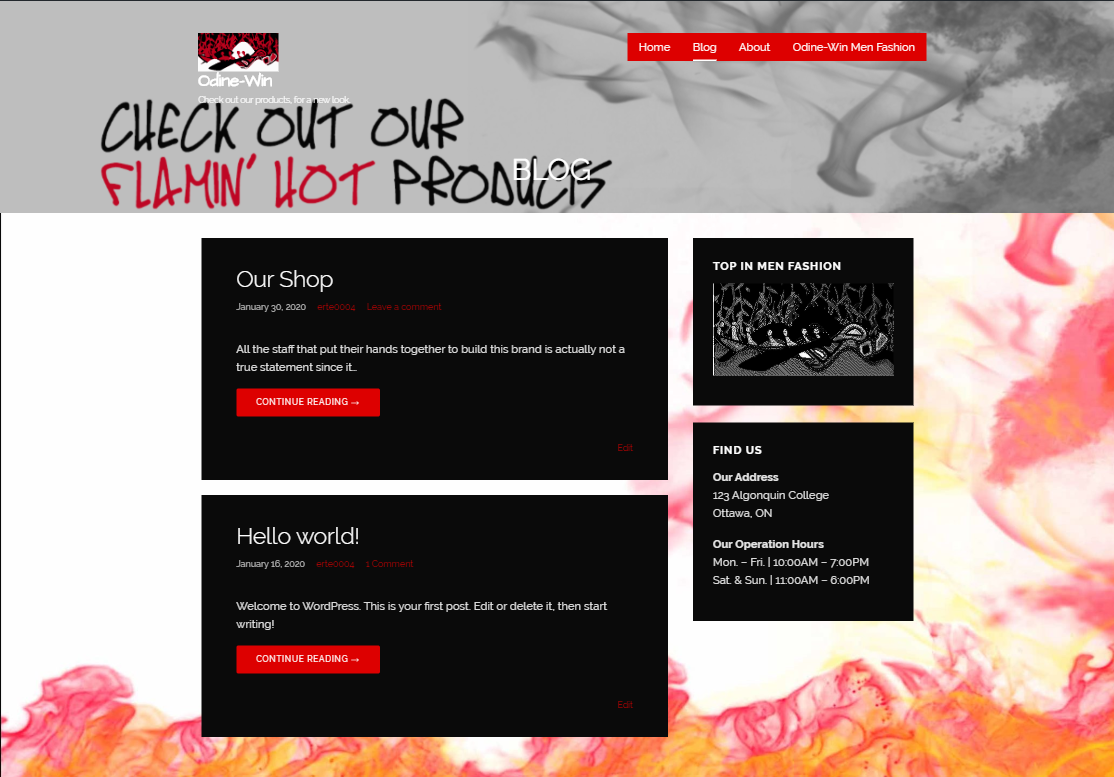 Odine-Win
Check out our products, for a new look.
Home Blog About Odine-Win Men Fashion
CHECK OUT OUR
FLAMIN' HOT PRODUCTS
BLOG
Our Shop
January 30, 2020 erte0004 Leave a comment
All the staff that put their hands together to build this brand is actually not a
true statement since it…
CONTINUE READING →
Edit
Hello world!
January 16, 2020 erte0004 1 Comment
Welcome to WordPress. This is your first post. Edit or delete it, then start
writing!
CONTINUE READING →
Edit
TOP IN MEN FASHION
FIND US
Our Address
123 Algonquin College
Ottawa, ON
Our Operation Hours
Mon. – Fri. | 10:00AM – 7:00PM
Sat. & Sun. | 11:00AM – 6:00PM